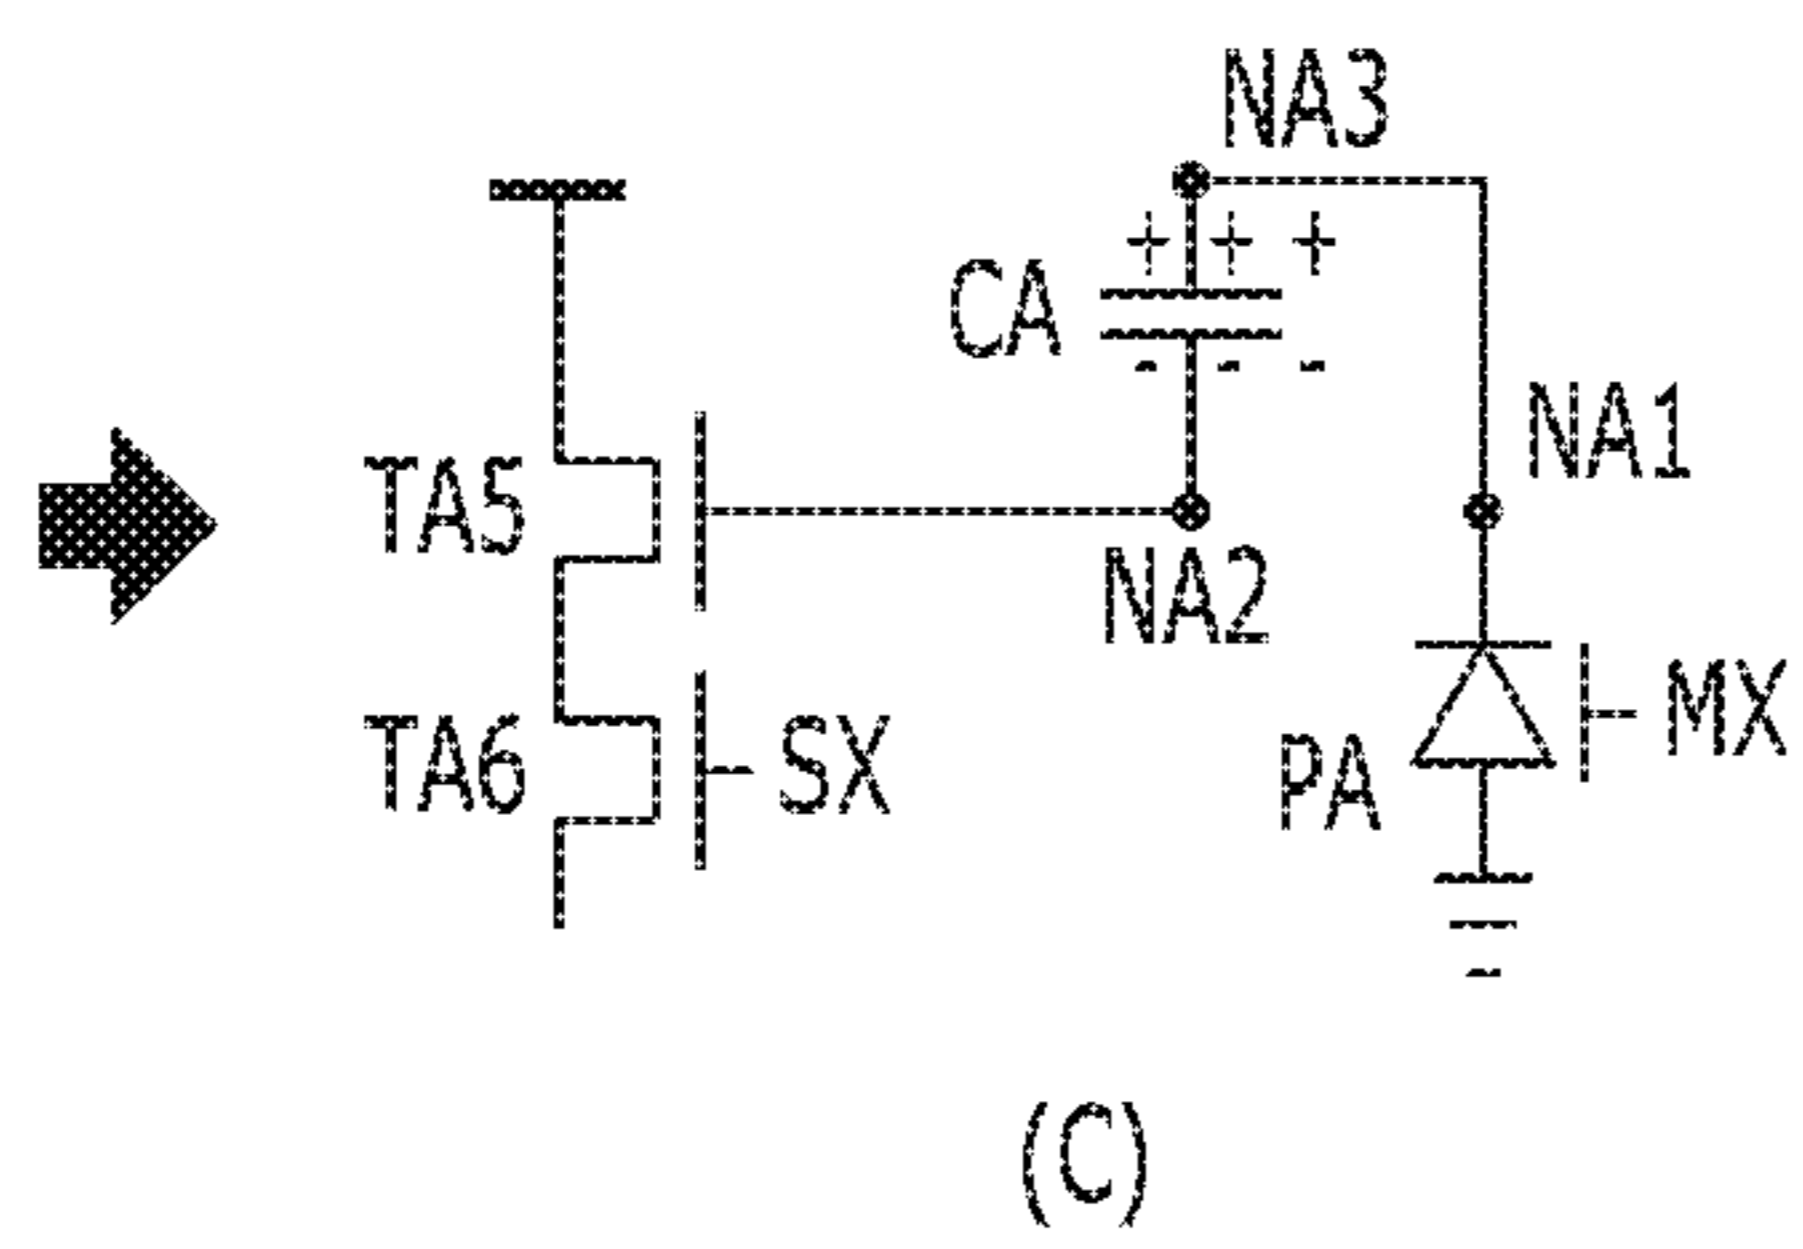 NA3
+ + +
CA
- - -
NA1
TA5
NA2
TA6
SX
MX
PA
(C)